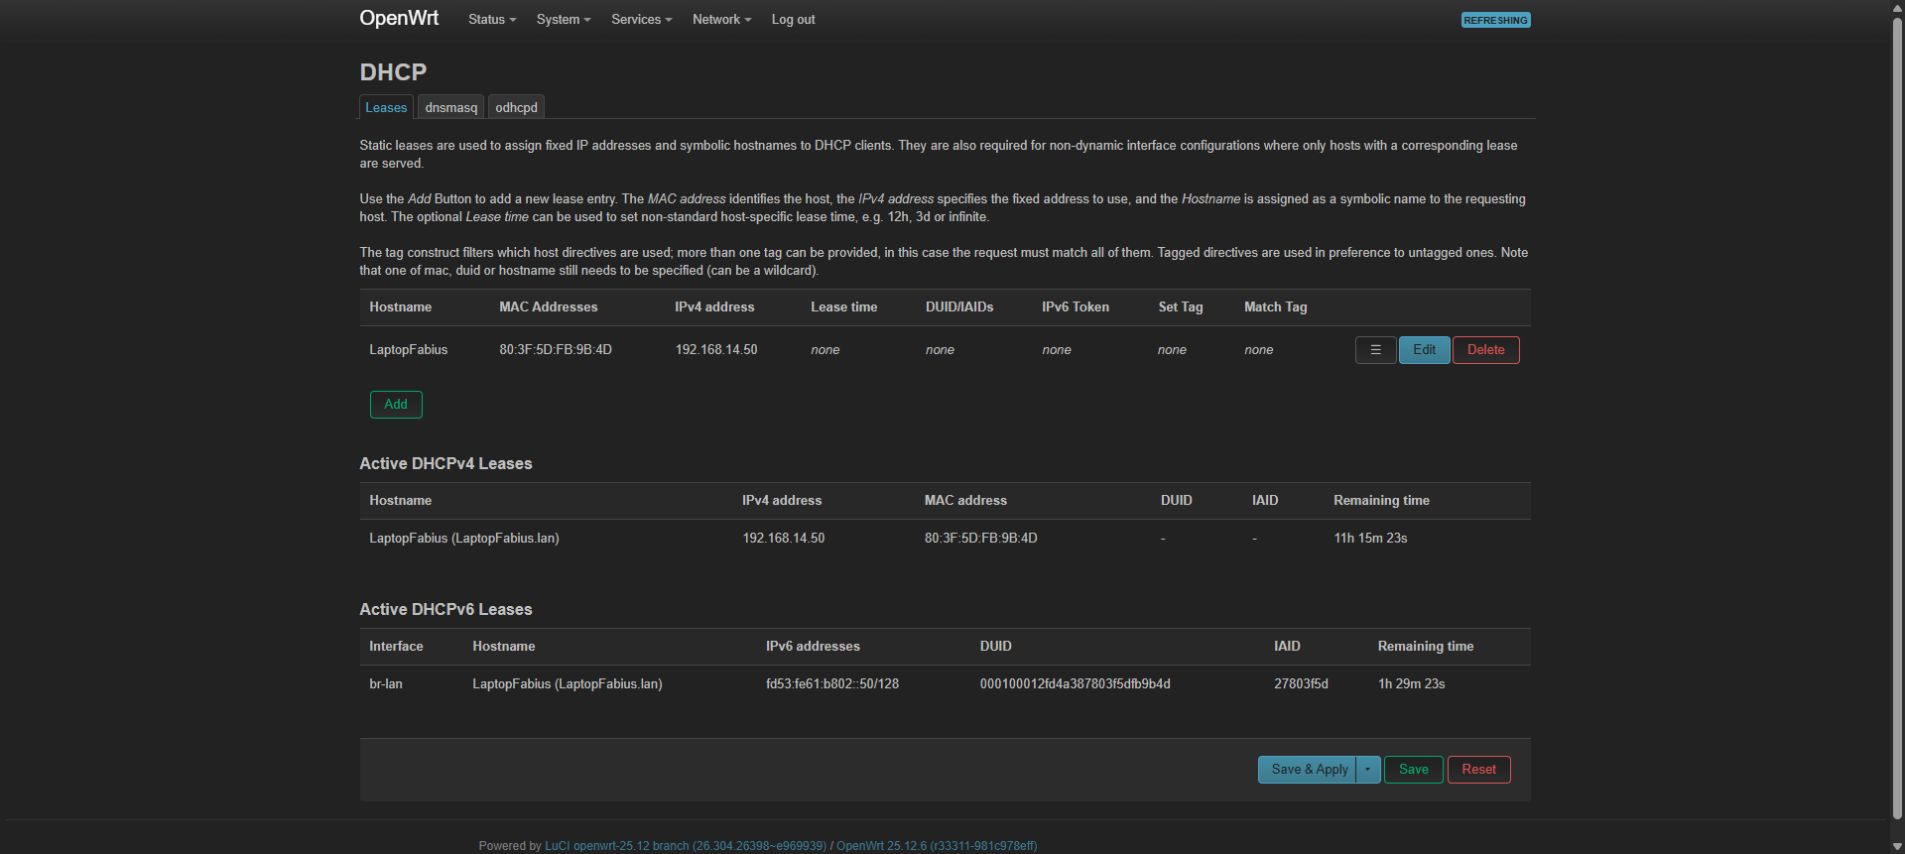 OpenWrt Status System Services Network Log out REFRESHING
DHCP
Leases dnsmasq odhcpd
Static leases are used to assign fixed IP addresses and symbolic hostnames to DHCP clients. They are also required for non-dynamic interface configurations where only hosts with a corresponding lease
are served.
Use the Add Button to add a new lease entry. The MAC address identifies the host, the IPv4 address specifies the fixed address to use, and the Hostname is assigned as a symbolic name to the requesting
host. The optional Lease time can be used to set non-standard host-specific lease time, e.g. 12h, 3d or infinite.
The tag construct filters which host directives are used; more than one tag can be provided, in this case the request must match all of them. Tagged directives are used in preference to untagged ones. Note
that one of mac, duid or hostname still needs to be specified (can be a wildcard).
Hostname MAC Addresses IPv4 address Lease time DUID/IAIDs IPv6 Token Set Tag Match Tag
LaptopFabius 80:3F:5D:FB:9B:4D 192.168.14.50 none none none none none ☰ Edit Delete
Add
Active DHCPv4 Leases
Hostname IPv4 address MAC address DUID IAID Remaining time
LaptopFabius (LaptopFabius.lan) 192.168.14.50 80:3F:5D:FB:9B:4D - - 11h 15m 23s
Active DHCPv6 Leases
Interface Hostname IPv6 addresses DUID IAID Remaining time
br-lan LaptopFabius (LaptopFabius.lan) fd53:fe61:b802::50/128 000100012fd4a387803f5dfb9b4d 27803f5d 1h 29m 23s
Save & Apply Save Reset
Powered by LuCI openwrt-25.12 branch (26.304.26398~e969939) / OpenWrt 25.12.6 (r33311-981c978eff)